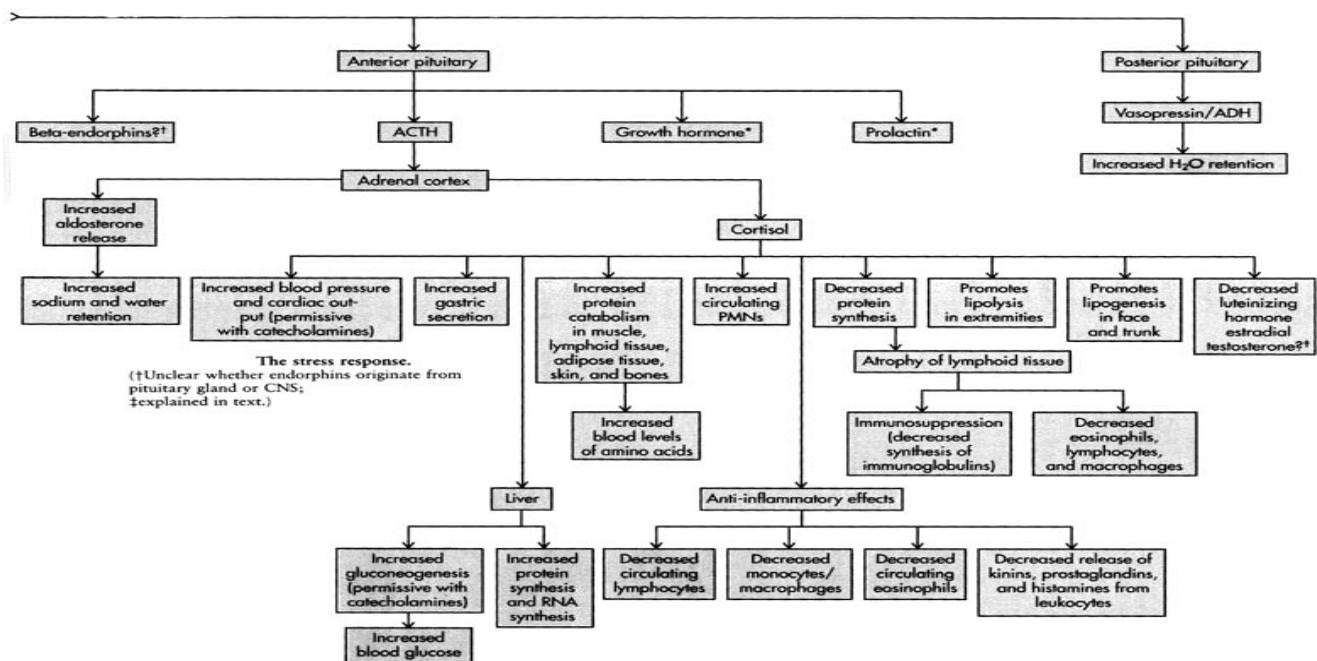 Anterior pituitary
Posterior pituitary
Beta-endorphins?†
ACTH
Growth hormone*
Prolactin*
Vasopressin/ADH
Increased H₂O retention
Adrenal cortex
Increased
aldosterone
release
Cortisol
Increased
sodium and water
retention
Increased blood pressure
and cardiac out-
put (permissive
with catecholamines)
Increased
gastric
secretion
Increased
protein
catabolism
in muscle,
lymphoid tissue,
adipose tissue,
skin, and bones
Increased
circulating
PMNs
Decreased
protein
synthesis
Promotes
lipolysis
in extremities
Promotes
lipogenesis
in face
and trunk
Decreased
luteinizing
hormone
estradial
testosterone?†
The stress response.
(†Unclear whether endorphins originate from
pituitary gland or CNS;
‡explained in text.)
Atrophy of lymphoid tissue
Increased
blood levels
of amino acids
Immunosuppression
(decreased
synthesis of
immunoglobulins)
Decreased
eosinophils,
lymphocytes,
and macrophages
Liver
Anti-inflammatory effects
Increased
gluconeogenesis
(permissive with
catecholamines)
Increased
protein
synthesis
and RNA
synthesis
Decreased
circulating
lymphocytes
Decreased
monocytes/
macrophages
Decreased
circulating
eosinophils
Decreased release of
kinins, prostaglandins,
and histamines from
leukocytes
Increased
blood glucose